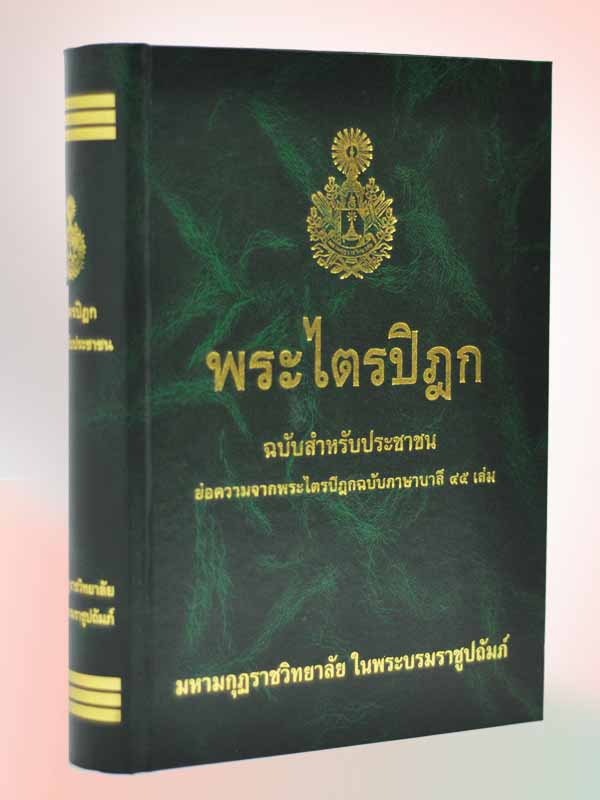 พระไตรปิฎก
ฉบับสำหรับประชาชน
ย่อความจากพระไตรปิฎกฉบับภาษาบาลี ๔๕ เล่ม
มหามกุฏราชวิทยาลัย ในพระบรมราชูปถัมภ์